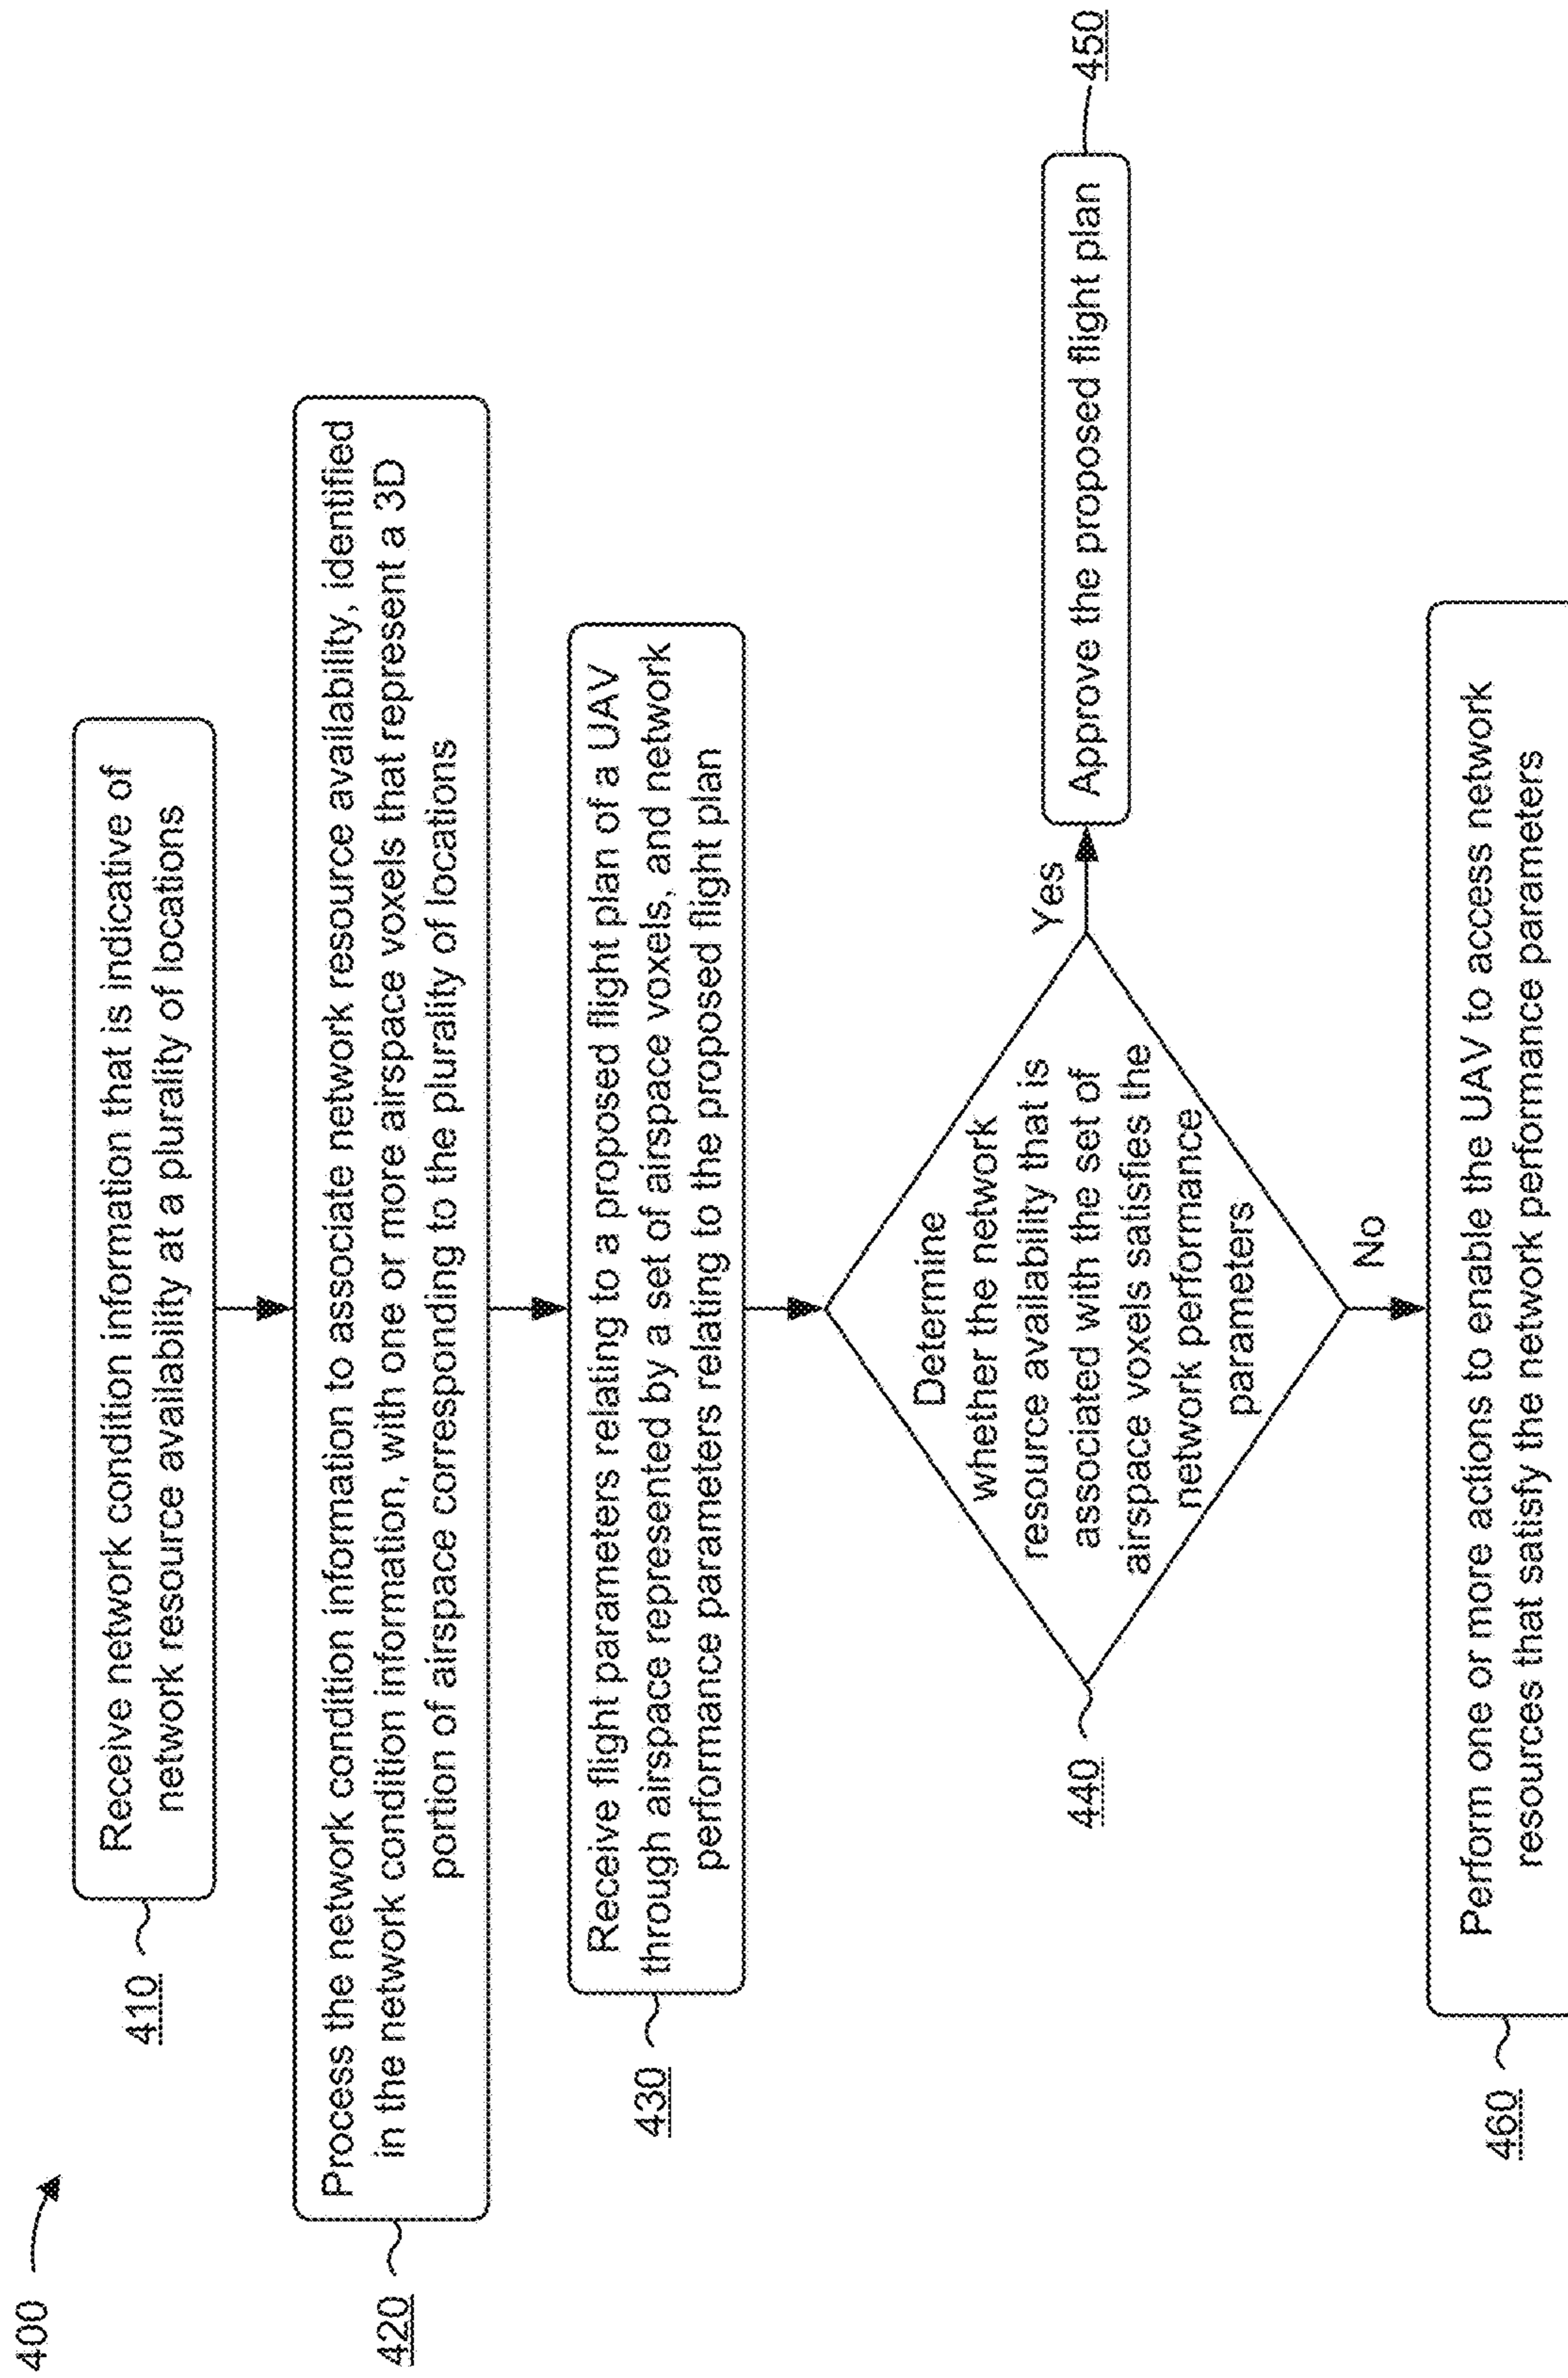 400
410
Receive network condition information that is indicative of
network resource availability at a plurality of locations
420
Process the network condition information to associate network resource availability, identified
in the network condition information, with one or more airspace voxels that represent a 3D
portion of airspace corresponding to the plurality of locations
430
Receive flight parameters relating to a proposed flight plan of a UAV
through airspace represented by a set of airspace voxels, and network
performance parameters relating to the proposed flight plan
440
Determine
whether the network
resource availability that is
associated with the set of
airspace voxels satisfies the
network performance
parameters
Yes
Approve the proposed flight plan
450
No
460
Perform one or more actions to enable the UAV to access network
resources that satisfy the network performance parameters